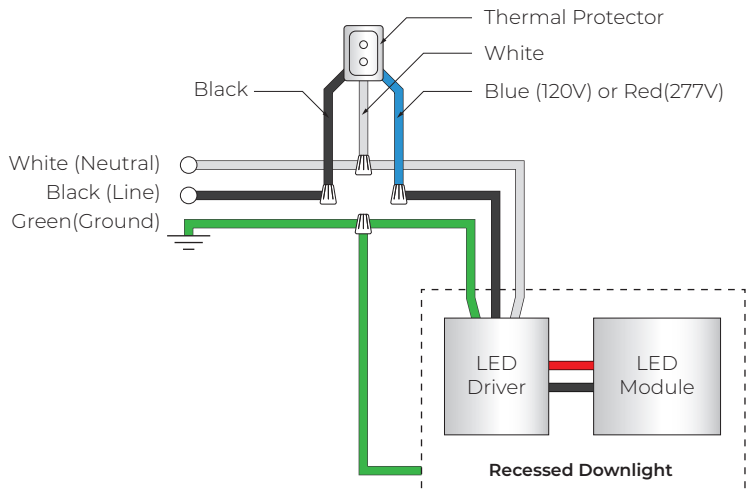 Thermal Protector
White
Black
Blue (120V) or Red(277V)
White (Neutral)
Black (Line)
Green(Ground)
LED
Driver
LED
Module
Recessed Downlight